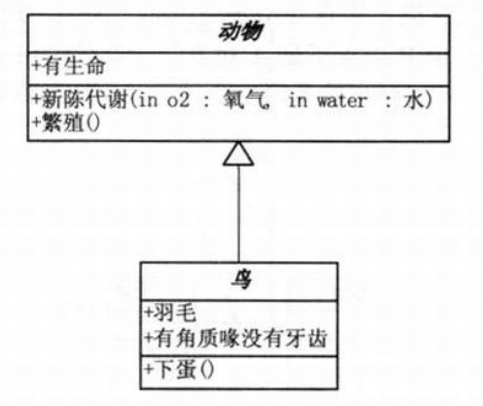 动物
+有生命
+新陈代谢(in o2 : 氧气, in water : 水)
+繁殖()
鸟
+羽毛
+有角质喙没有牙齿
+下蛋()